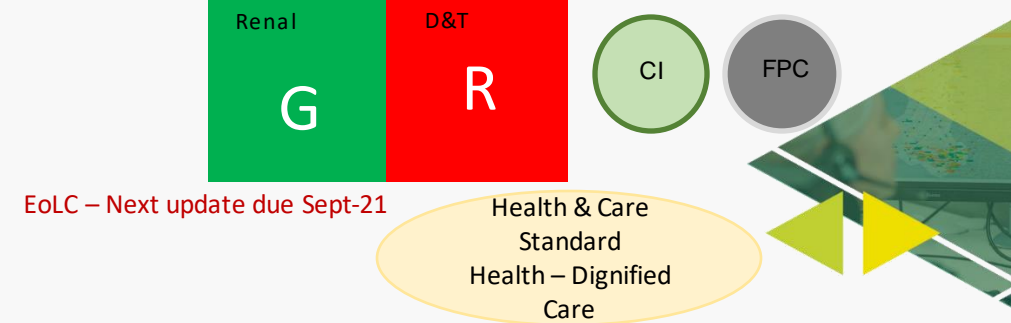 Renal
G
D&T
R
CI
FPC
EoLC – Next update due Sept-21
Health & Care
Standard
Health – Dignified
Care